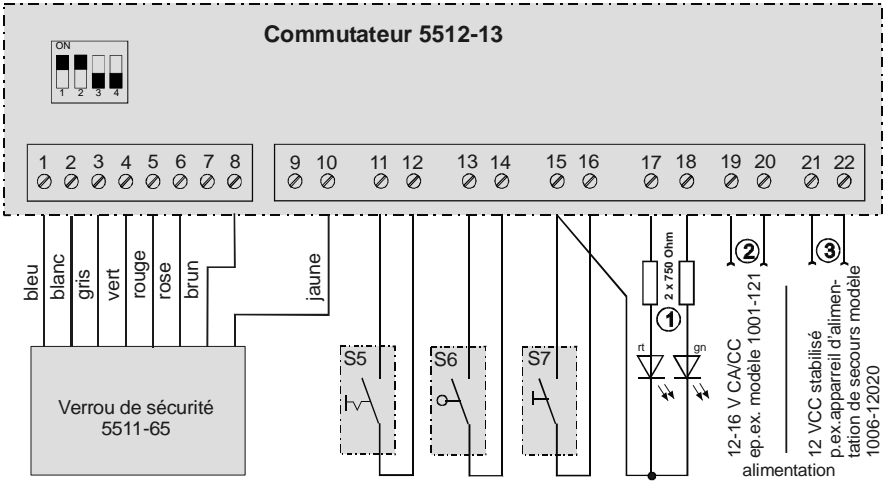 Commutateur 5512-13
ON
1 2 3 4
1 2 3 4 5 6 7 8
9 10 11 12 13 14 15 16 17 18 19 20 21 22
bleu
blanc
gris
vert
rouge
rose
brun
jaune
2 x 750 Ohm
1
2
3
rt
gn
S5
S6
S7
Verrou de sécurité
5511-65
12-16 V CA/CC
ep.ex. modèle 1001-121
12 VCC stabilisé
p.ex.appareil d'alimen-
tation de secours modèle
1006-12020
alimentation